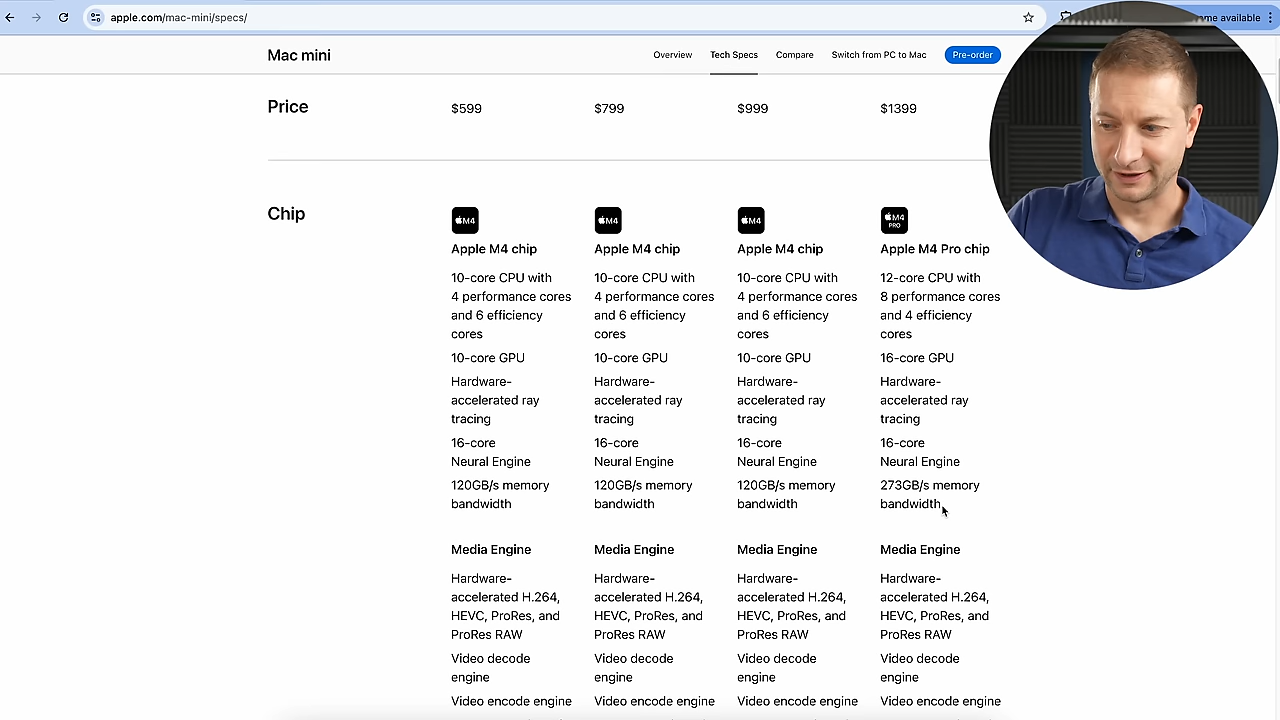 apple.com/mac-mini/specs/
me available
Mac mini
Overview
Tech Specs
Compare
Switch from PC to Mac
Pre-order
Price
$599
$799
$999
$1399
Chip
M4
M4
M4
M4
PRO
Apple M4 chip
Apple M4 chip
Apple M4 chip
Apple M4 Pro chip
10-core CPU with
4 performance cores
and 6 efficiency
cores
10-core CPU with
4 performance cores
and 6 efficiency
cores
10-core CPU with
4 performance cores
and 6 efficiency
cores
12-core CPU with
8 performance cores
and 4 efficiency
cores
10-core GPU
10-core GPU
10-core GPU
16-core GPU
Hardware-
accelerated ray
tracing
Hardware-
accelerated ray
tracing
Hardware-
accelerated ray
tracing
Hardware-
accelerated ray
tracing
16-core
Neural Engine
16-core
Neural Engine
16-core
Neural Engine
16-core
Neural Engine
120GB/s memory
bandwidth
120GB/s memory
bandwidth
120GB/s memory
bandwidth
273GB/s memory
bandwidth
Media Engine
Media Engine
Media Engine
Media Engine
Hardware-
accelerated H.264,
HEVC, ProRes, and
ProRes RAW
Hardware-
accelerated H.264,
HEVC, ProRes, and
ProRes RAW
Hardware-
accelerated H.264,
HEVC, ProRes, and
ProRes RAW
Hardware-
accelerated H.264,
HEVC, ProRes, and
ProRes RAW
Video decode
engine
Video decode
engine
Video decode
engine
Video decode
engine
Video encode engine
Video encode engine
Video encode engine
Video encode engine